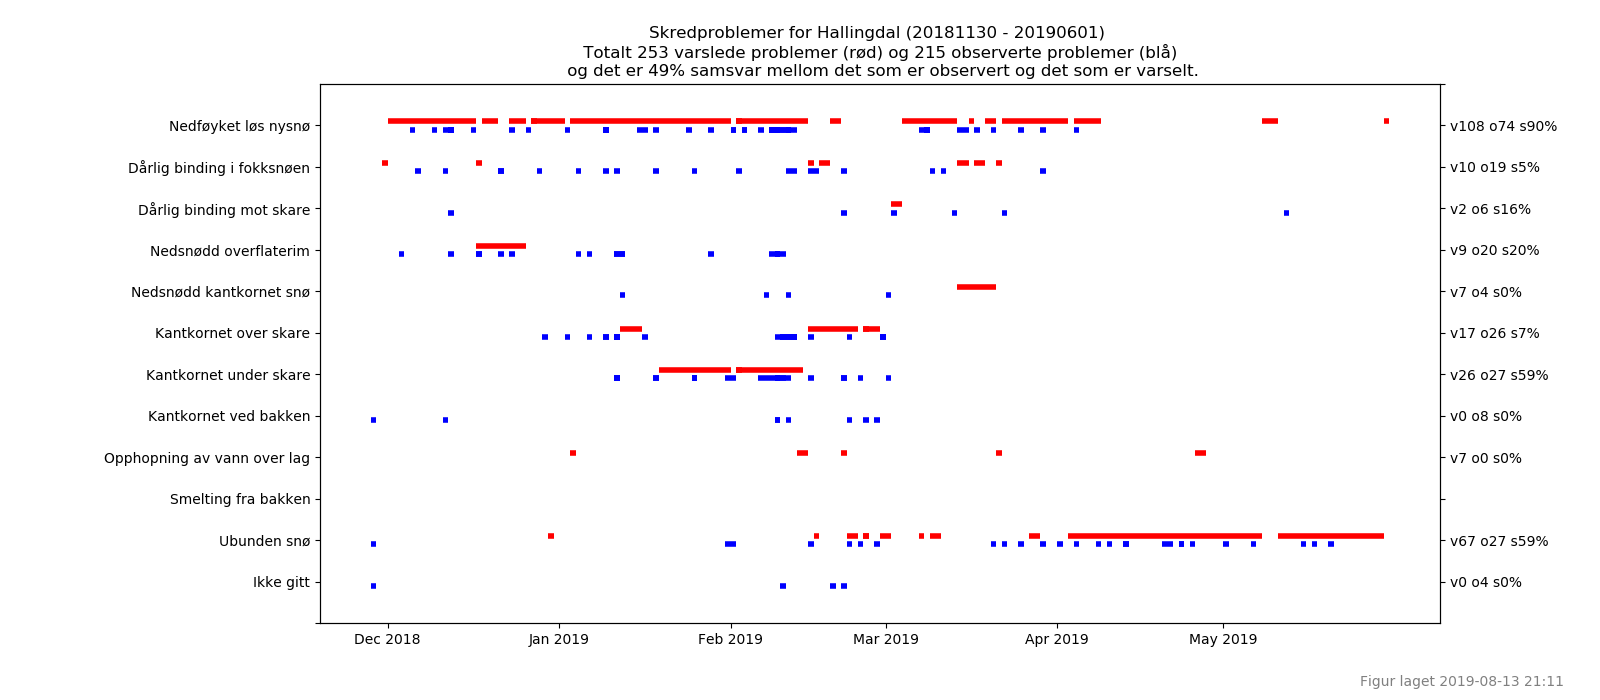 Skredproblemer for Hallingdal (20181130 - 20190601)
Totalt 253 varslede problemer (rød) og 215 observerte problemer (blå)
og det er 49% samsvar mellom det som er observert og det som er varselt.
Nedføyket løs nysnø v108 o74 s90%
Dårlig binding i fokksnøen v10 o19 s5%
Dårlig binding mot skare v2 o6 s16%
Nedsnødd overflaterim v9 o20 s20%
Nedsnødd kantkornet snø v7 o4 s0%
Kantkornet over skare v17 o26 s7%
Kantkornet under skare v26 o27 s59%
Kantkornet ved bakken v0 o8 s0%
Opphopning av vann over lag v7 o0 s0%
Smelting fra bakken
Ubunden snø v67 o27 s59%
Ikke gitt v0 o4 s0%
Dec 2018 Jan 2019 Feb 2019 Mar 2019 Apr 2019 May 2019
Figur laget 2019-08-13 21:11